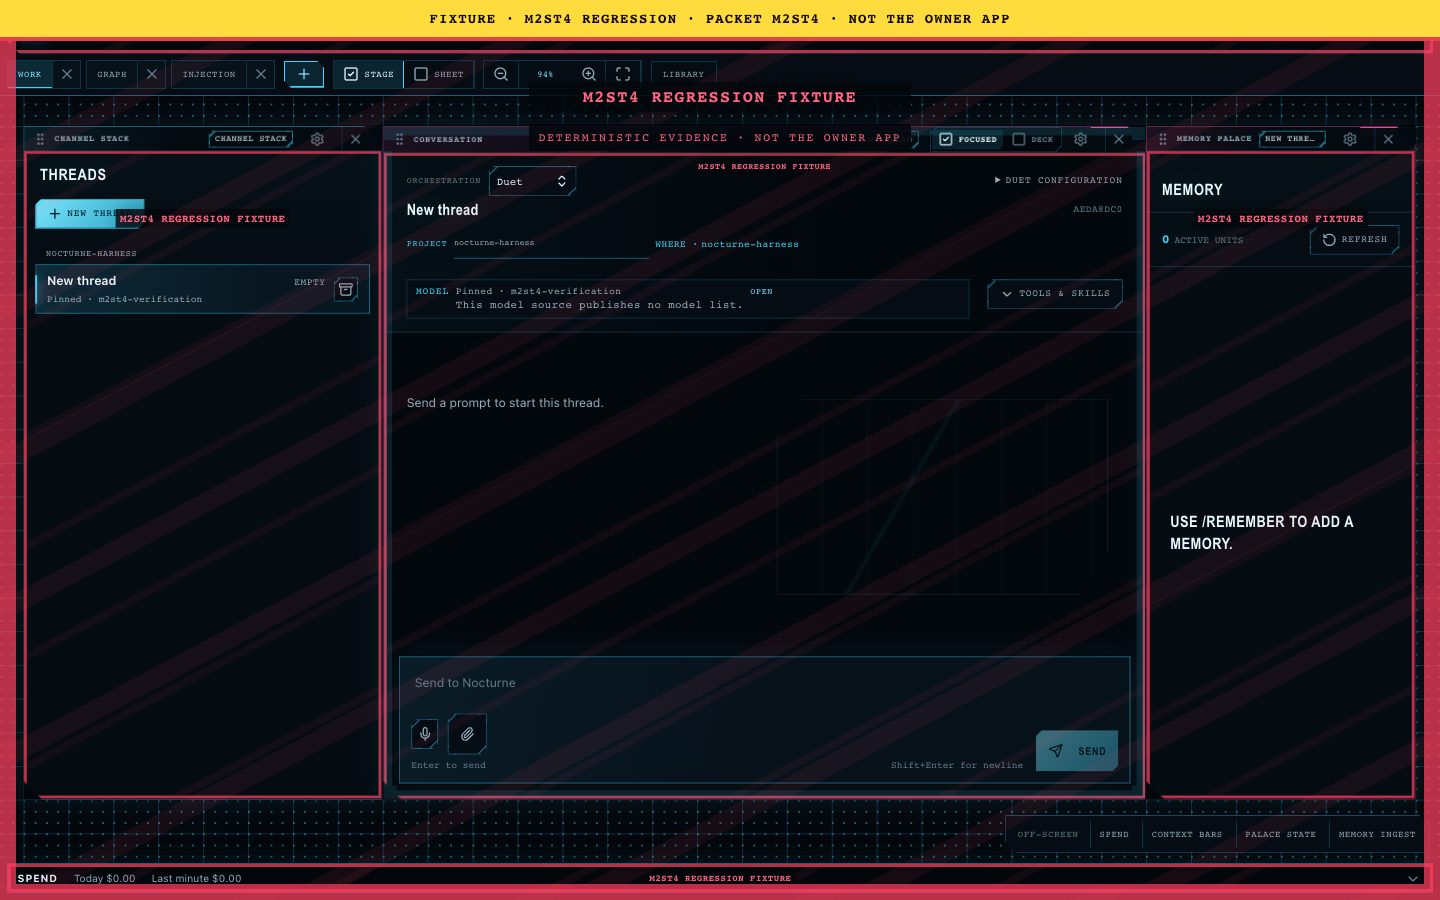 FIXTURE · M2ST4 REGRESSION · PACKET M2ST4 · NOT THE OWNER APP
WORK
GRAPH
INJECTION
STAGE
SHEET
94%
LIBRARY
M2ST4 REGRESSION FIXTURE
DETERMINISTIC EVIDENCE · NOT THE OWNER APP
CHANNEL STACK
CHANNEL STACK
CONVERSATION
FOCUSED
DECK
MEMORY PALACE
NEW THRE…
THREADS
NEW THRE
M2ST4 REGRESSION FIXTURE
NOCTURNE-HARNESS
New thread
EMPTY
Pinned · m2st4-verification
M2ST4 REGRESSION FIXTURE
ORCHESTRATION
Duet
DUET CONFIGURATION
New thread
AEDA8DC0
PROJECT
nocturne-harness
WHERE · nocturne-harness
MODEL
Pinned · m2st4-verification
OPEN
This model source publishes no model list.
TOOLS & SKILLS
Send a prompt to start this thread.
Send to Nocturne
Enter to send
Shift+Enter for newline
SEND
MEMORY
M2ST4 REGRESSION FIXTURE
0 ACTIVE UNITS
REFRESH
USE /REMEMBER TO ADD A
MEMORY.
OFF-SCREEN
SPEND
CONTEXT BARS
PALACE STATE
MEMORY INGEST
SPEND
Today $0.00
Last minute $0.00
M2ST4 REGRESSION FIXTURE